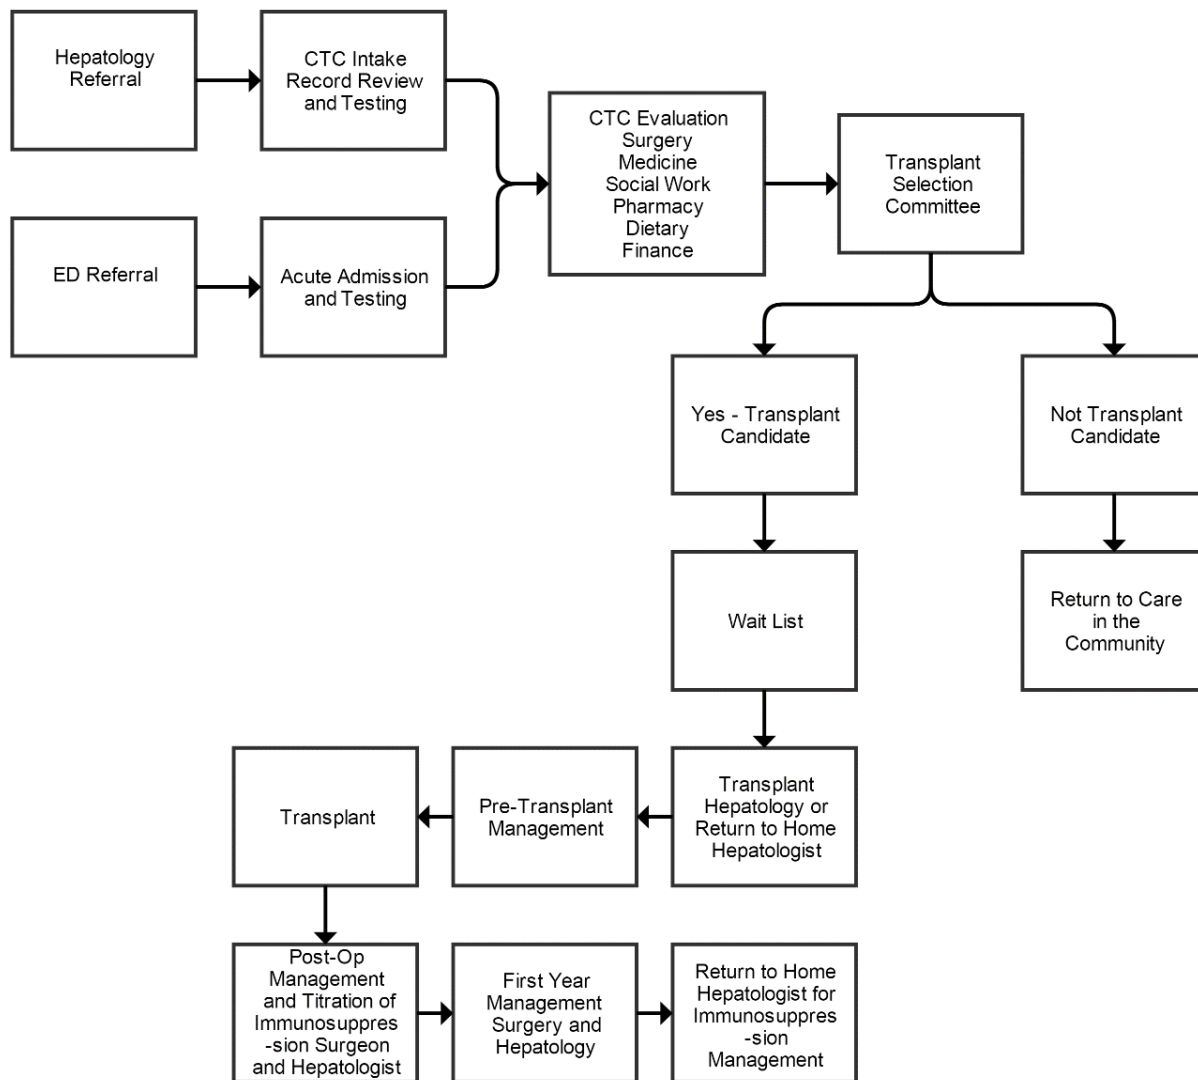 Hepatology
Referral
CTC Intake
Record Review
and Testing
CTC Evaluation
Surgery
Medicine
Social Work
Pharmacy
Dietary
Finance
Transplant
Selection
Committee
ED Referral
Acute Admission
and Testing
Yes - Transplant
Candidate
Not Transplant
Candidate
Wait List
Return to Care
in the
Community
Transplant
Hepatology or
Return to Home
Hepatologist
Pre-Transplant
Management
Transplant
Post-Op
Management
and Titration of
Immunosuppres
-sion Surgeon
and Hepatologist
First Year
Management
Surgery and
Hepatology
Return to Home
Hepatologist for
Immunosuppres
-sion
Management